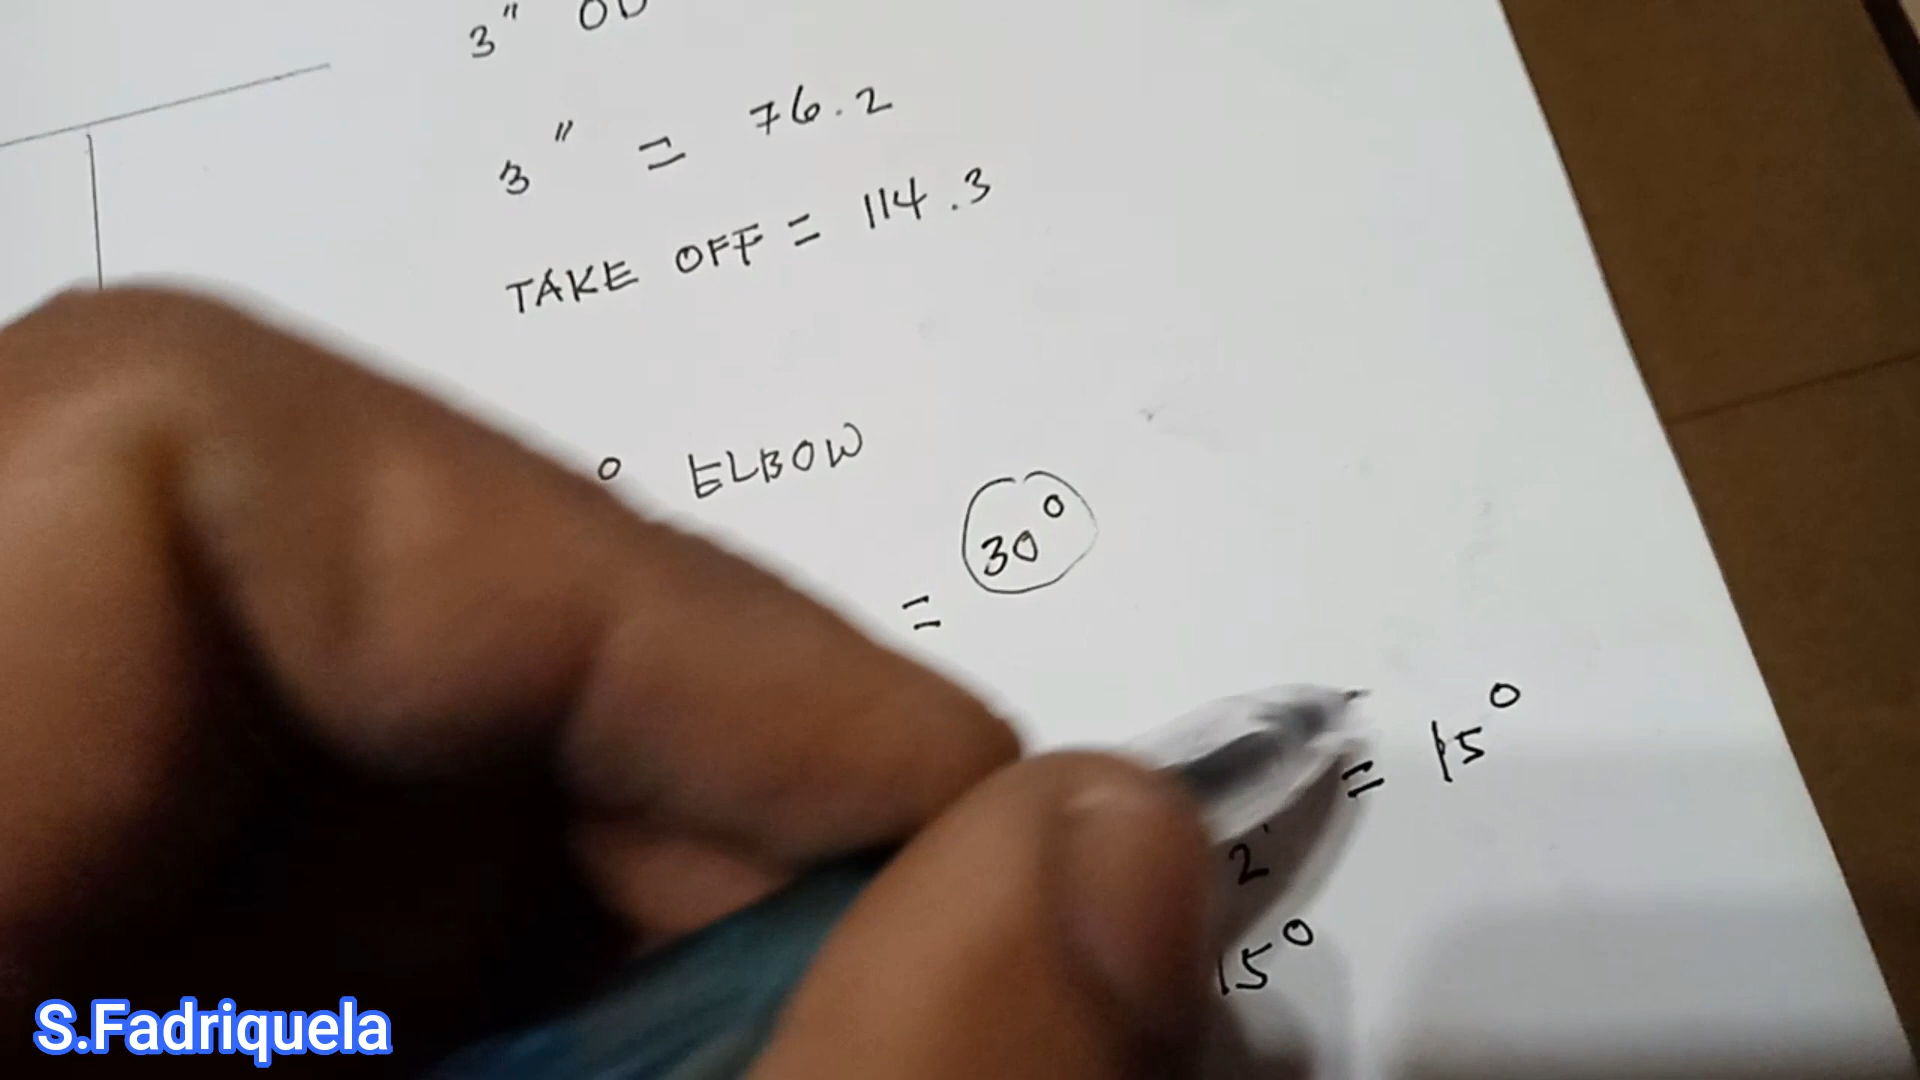 3" OD
3" = 76.2
TAKE OFF = 114.3
° ELBOW
= 30°
= 15°
2
15°
S.Fadriquela